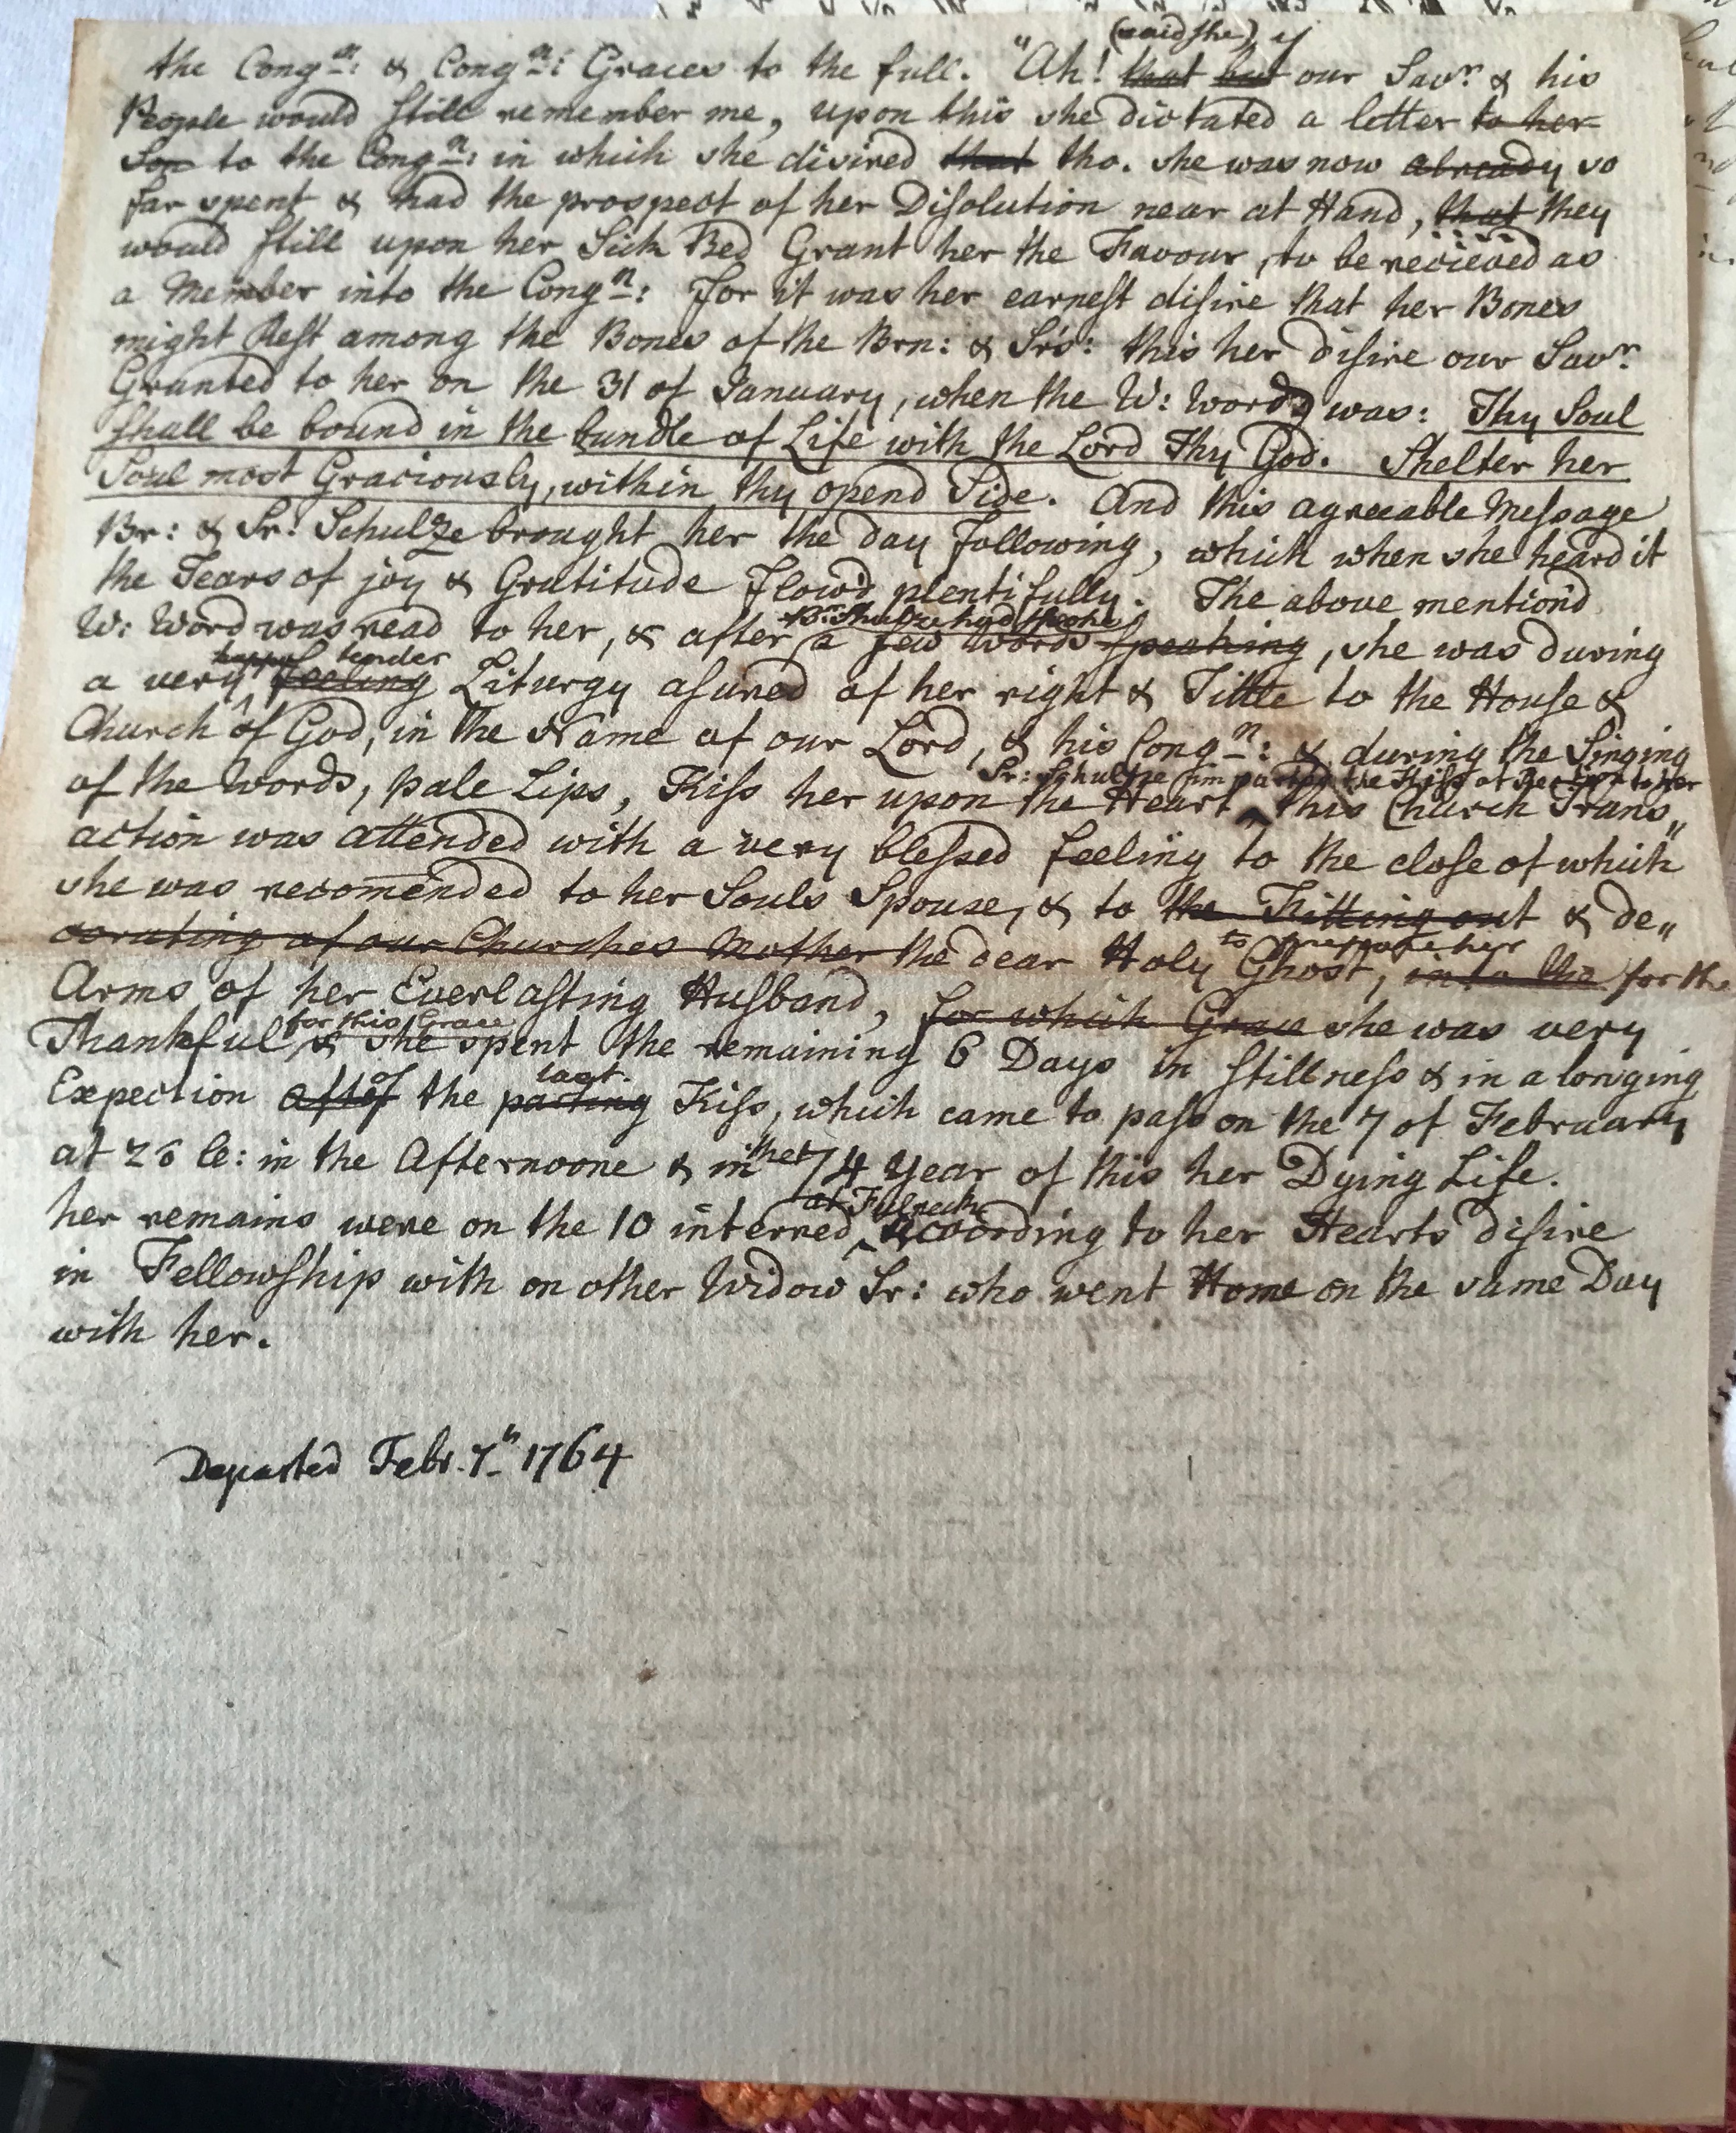 (said she) if
the Congn: & Congn: Graces to the full. "Ah! that but our Savr & his
People would still remember me, upon this she dictated a letter to her
Son to the Congn: in which she disired that tho. she was now already so
far spent & had the prospect of her Disolution near at Hand, that they
would still upon her Sick Bed Grant her the Favour, to be recieved as
a Member into the Congn: For it was her earnest disire that her Bones
might Rest among the Bones of the Brn: & Srs: this her disire our Savr
Granted to her on the 31 of January, when the W: Word was: Thy Soul
shall be bound in the bundle of Life with the Lord Thy God. Shelter her
Soul most Graciously, within thy opend Side. And this agreeable Message
Br: & Sr: Schulze brought her the day following, which when she heard it
the Tears of joy & Gratitude flow'd plentifully. The above mention'd
Br: Shulze had spoke
W: Word was read to her, & after a few words speaking, she was during
happy tender
a very feeling Liturgy asured of her right & Tittle to the House &
Church of God, in the Name of our Lord, & his Congn: & during the Singing
Sr: Schultze imparted the Kiss of Peace to her
of the Words, pale Lips, Kiss her upon the Heart this Church Trans„
action was attended with a very blessed feeling to the close of which
she was recomended to her Souls Spouse, & to the Fitting out & de„
to preppare her
corating of our Churches Mother the dear Holy Ghost, into the for the
Arms of her Everlasting Husband, for which Grace she was very
for this Grace
Thankful & she spent the remaining 6 Days in stillness & in a longing
of last.
Expection after the parting Kiss, which came to pass on the 7 of February
at 26 le: in the Afternoone & in the 74 Year of this her Dying Life.
at Fulneck
her remains were on the 10 interred According to her Hearts disire
in Fellowship with on other Widow Sr: who went Home on the same Day
with her.
Departed Febr. 7th 1764